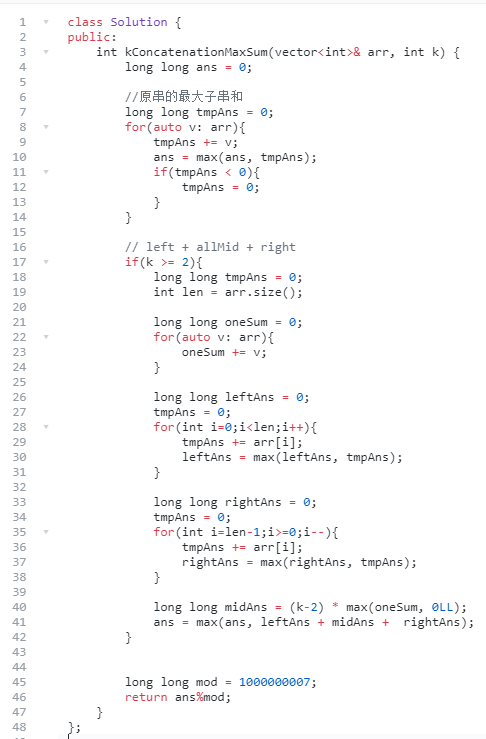 1 class Solution {
2 public:
3     int kConcatenationMaxSum(vector<int>& arr, int k) {
4         long long ans = 0;
5
6         //原串的最大子串和
7         long long tmpAns = 0;
8         for(auto v: arr){
9             tmpAns += v;
10             ans = max(ans, tmpAns);
11             if(tmpAns < 0){
12                 tmpAns = 0;
13             }
14         }
15
16         // left + allMid + right
17         if(k >= 2){
18             long long tmpAns = 0;
19             int len = arr.size();
20
21             long long oneSum = 0;
22             for(auto v: arr){
23                 oneSum += v;
24             }
25
26             long long leftAns = 0;
27             tmpAns = 0;
28             for(int i=0;i<len;i++){
29                 tmpAns += arr[i];
30                 leftAns = max(leftAns, tmpAns);
31             }
32
33             long long rightAns = 0;
34             tmpAns = 0;
35             for(int i=len-1;i>=0;i--){
36                 tmpAns += arr[i];
37                 rightAns = max(rightAns, tmpAns);
38             }
39
40             long long midAns = (k-2) * max(oneSum, 0LL);
41             ans = max(ans, leftAns + midAns +  rightAns);
42         }
43
44
45         long long mod = 1000000007;
46         return ans%mod;
47     }
48 };